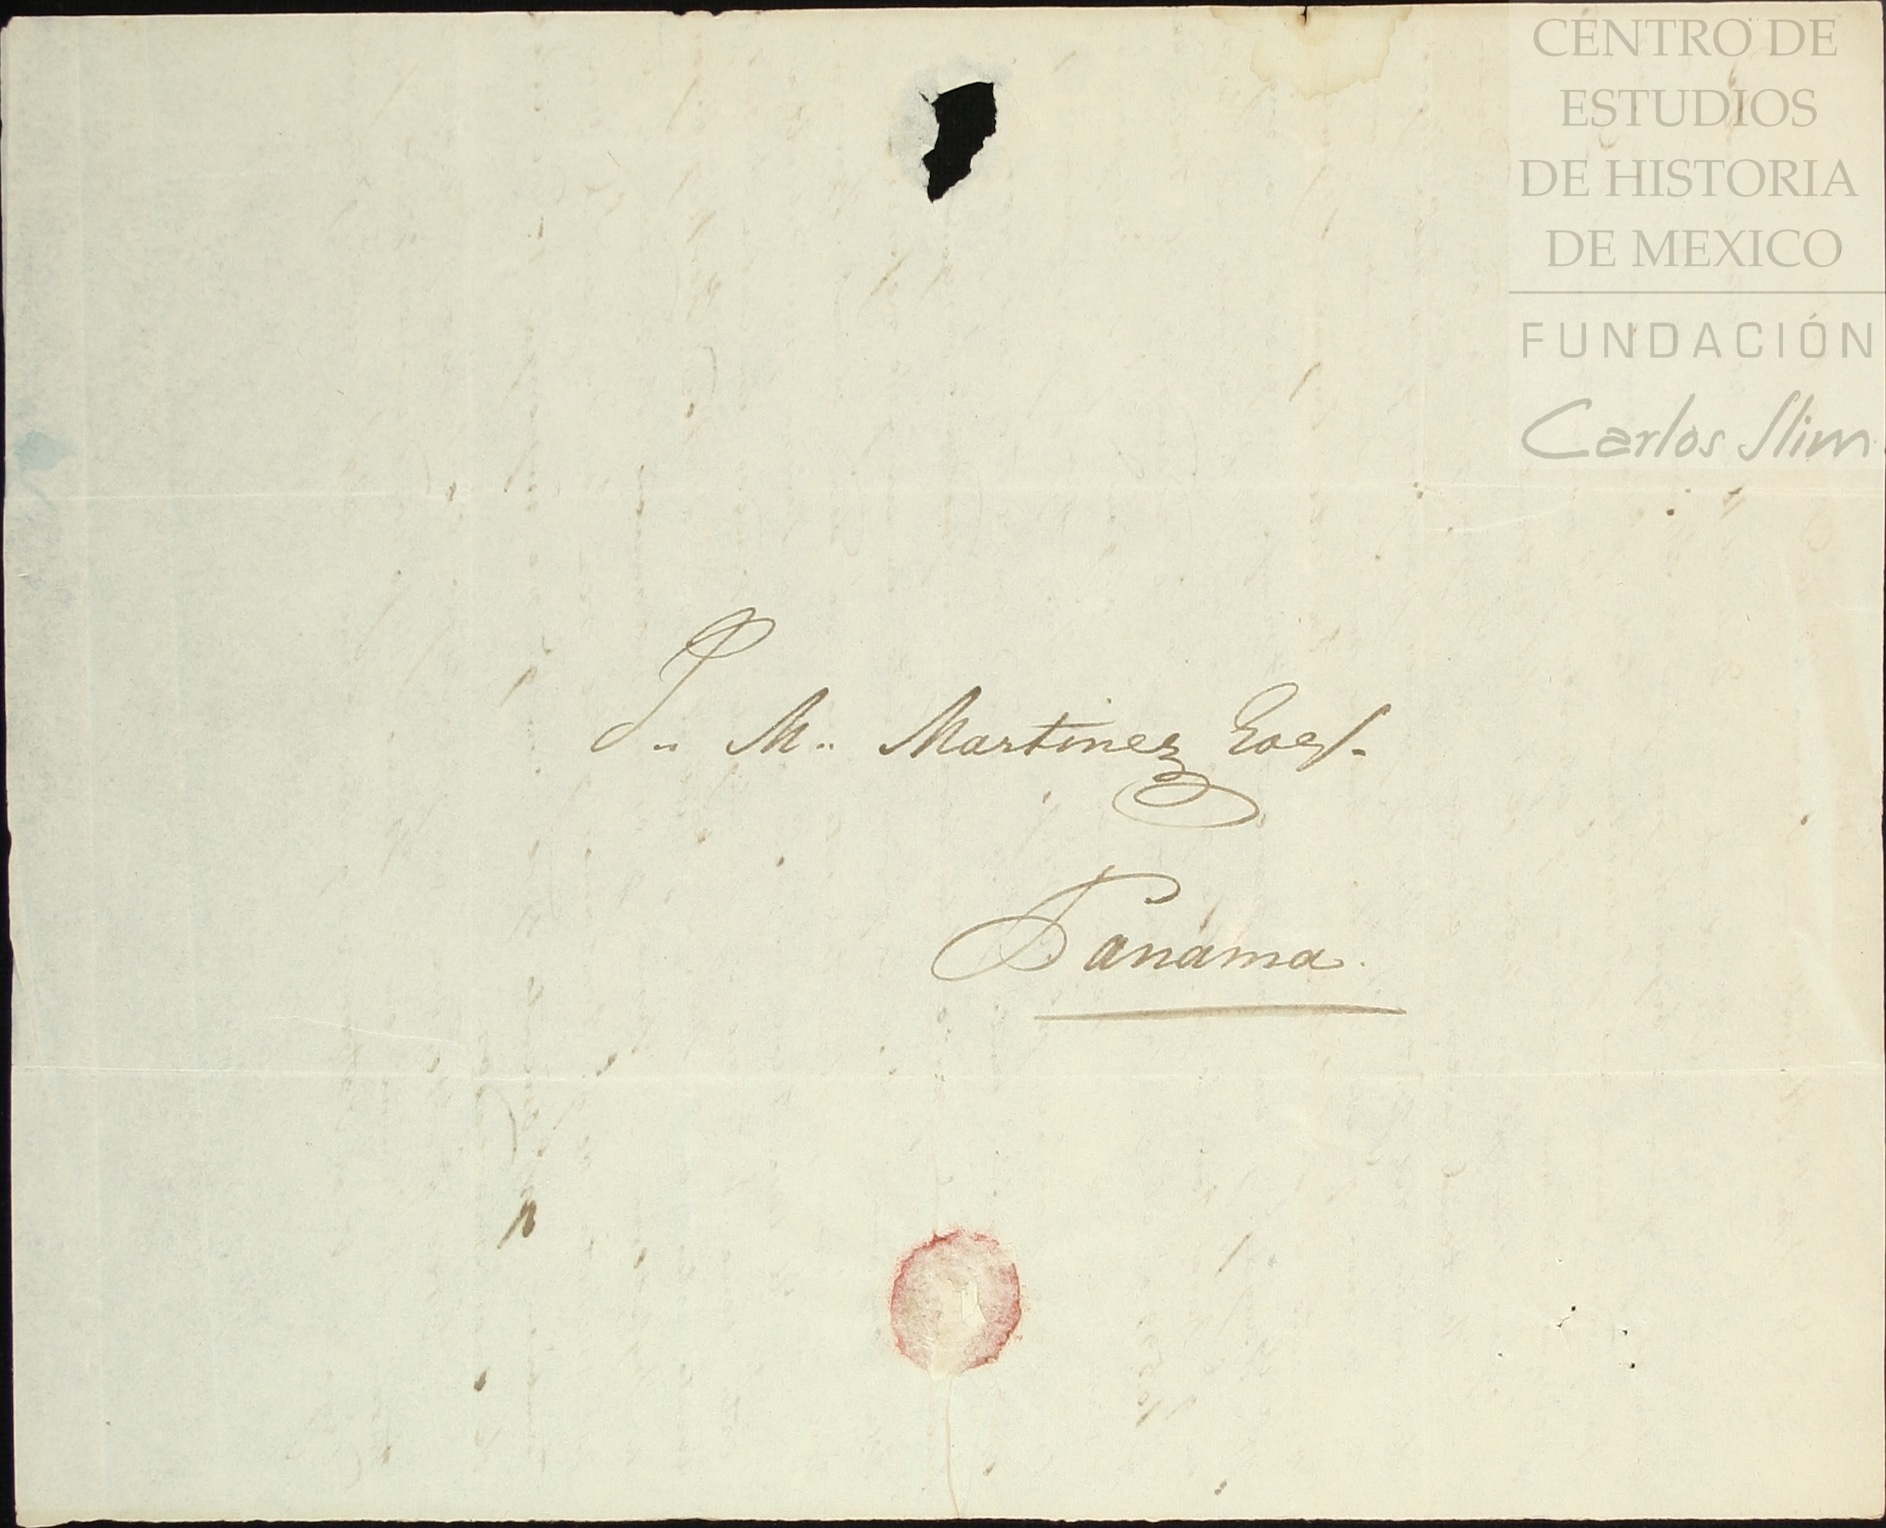 CENTRO DE
ESTUDIOS
DE HISTORIA
DE MEXICO
FUNDACIÓN
Carlos Slim
J. M. Martinez Esq.
Panama.